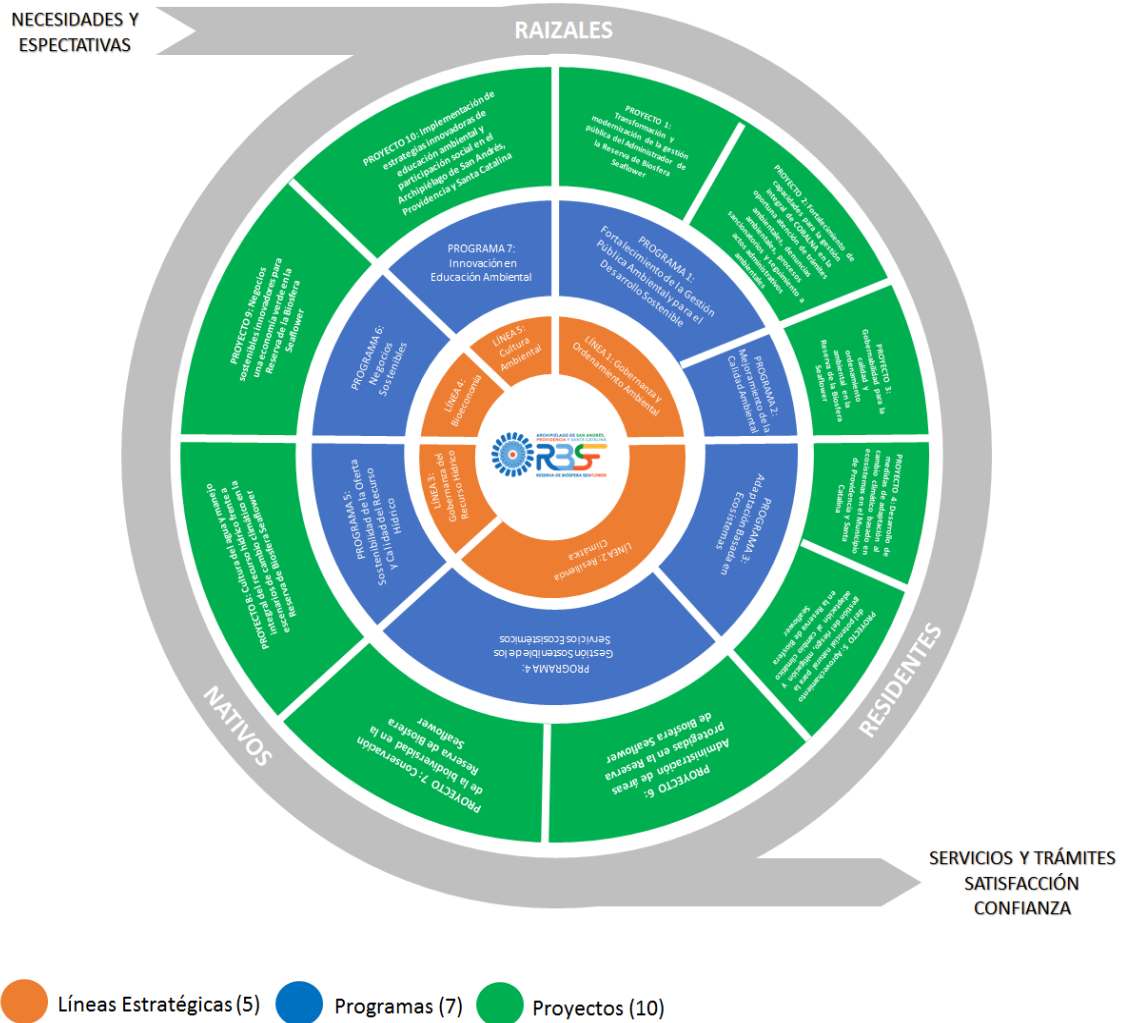 NECESIDADES Y
ESPECTATIVAS
RAIZALES
PROYECTO 1:
Transformación y
modernización de la gestión
pública del Administrador de
la Reserva de Biosfera
Seaflower
PROYECTO 2: Fortalecimiento de
capacidades para la gestión
integral de CORALNA en la
oportuna atención de trámites
ambientales, denuncias
ambientales, procesos
sancionatorios y seguimiento a
actos administrativos
ambientales
PROYECTO 3:
Gobernabilidad para la
calidad y
ordenamiento
ambiental en la
Reserva de la Biosfera
Seaflower
PROYECTO 4: Desarrollo de
medidas de adaptación al
cambio climático basado en
ecosistemas en el Municipio
de Providencia y Santa
Catalina
PROYECTO 5: Aprovechamiento
del potencial natural para la
gestión del riesgo, mitigación y
adaptación al cambio climático
en la Reserva de Biosfera
Seaflower
PROYECTO 6:
Administración de áreas
protegidas en la Reserva
de Biosfera Seaflower
PROYECTO 7: Conservación
de la biodiversidad en la
Reserva de Biosfera
Seaflower
PROYECTO 8: Cultura del agua y manejo
integral del recurso hídrico frente a
escenarios de cambio climático en la
Reserva de Biosfera Seaflower
PROYECTO 9: Negocios
sostenibles innovadores para
una economía verde en la
Reserva de la Biosfera
Seaflower
PROYECTO 10: Implementación de
estrategias innovadoras de
educación ambiental y
participación social en el
Archipiélago de San Andrés,
Providencia y Santa Catalina
PROGRAMA 1:
Fortalecimiento de la Gestión
Pública Ambiental y para el
Desarrollo Sostenible
PROGRAMA 2:
Mejoramiento de la
Calidad Ambiental
PROGRAMA 3:
Adaptación Basada en
Ecosistemas
PROGRAMA 4:
Gestión Sostenible de los
Servicios Ecosistémicos
PROGRAMA 5:
Sostenibilidad de la Oferta
y Calidad del Recurso
Hídrico
PROGRAMA 6:
Negocios
Sostenibles
PROGRAMA 7:
Innovación en
Educación Ambiental
LÍNEA 1: Gobernanza y
Ordenamiento Ambiental
LÍNEA 2: Resiliencia
Climática
LÍNEA 3:
Gobernanza del
Recurso Hídrico
LÍNEA 4:
Bioeconomía
LÍNEA 5:
Cultura
Ambiental
ARCHIPIÉLAGO DE SAN ANDRÉS,
PROVIDENCIA Y SANTA CATALINA
RBSF
RESERVA DE BIOSFERA SEAFLOWER
NATIVOS
RESIDENTES
SERVICIOS Y TRÁMITES
SATISFACCIÓN
CONFIANZA
Líneas Estratégicas (5)
Programas (7)
Proyectos (10)